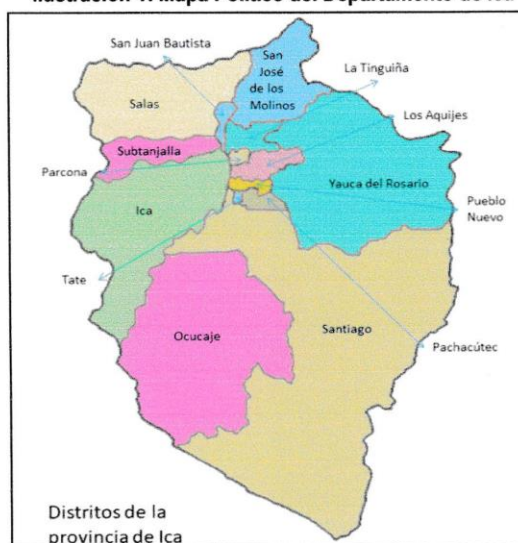 San Juan Bautista
San
José
de los
Molinos
La Tinguiña
Salas
Los Aquijes
Subtanjalla
Parcona
Yauca del Rosario
Ica
Pueblo
Nuevo
Tate
Santiago
Ocucaje
Pachacútec
Distritos de la
provincia de Ica